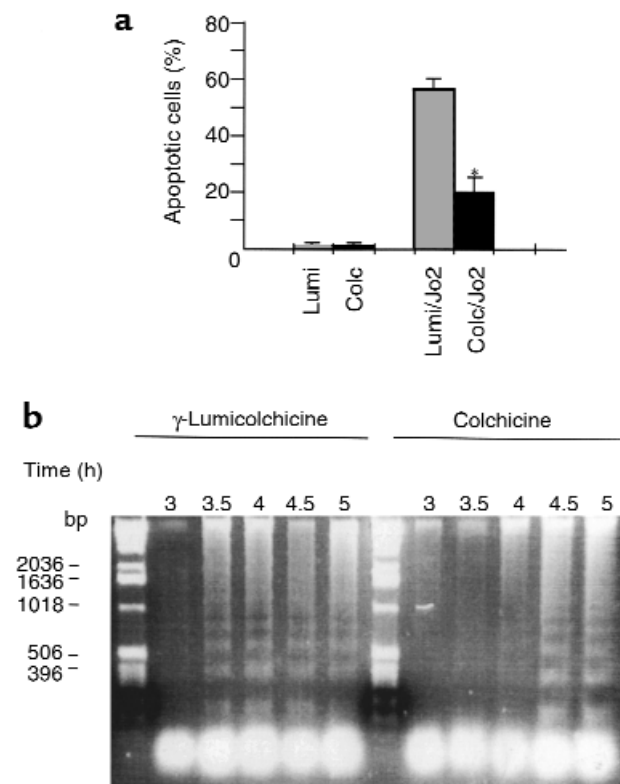 a
Apoptotic cells (%)
80
60
40
20
0
*
Lumi
Colc
Lumi/Jo2
Colc/Jo2
b
γ-Lumicolchicine
Colchicine
Time (h)
3 3.5 4 4.5 5 3 3.5 4 4.5 5
bp
2036
1636
1018
506
396